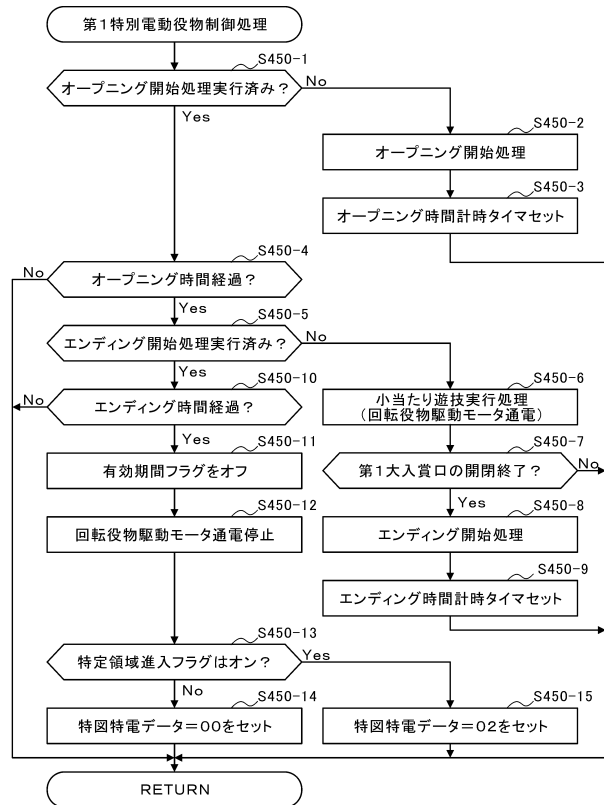 第1特別電動役物制御処理
S450-1
オープニング開始処理実行済み？
No
Yes
S450-2
オープニング開始処理
S450-3
オープニング時間計時タイマセット
S450-4
No
オープニング時間経過？
Yes
S450-5
エンディング開始処理実行済み？
No
Yes
S450-10
No
エンディング時間経過？
Yes
S450-6
小当たり遊技実行処理
（回転役物駆動モータ通電）
S450-7
第1大入賞口の開閉終了？
No
Yes
S450-11
有効期間フラグをオフ
S450-12
回転役物駆動モータ通電停止
S450-8
エンディング開始処理
S450-9
エンディング時間計時タイマセット
S450-13
特定領域進入フラグはオン？
Yes
No
S450-14
特図特電データ＝００をセット
S450-15
特図特電データ＝０２をセット
RETURN